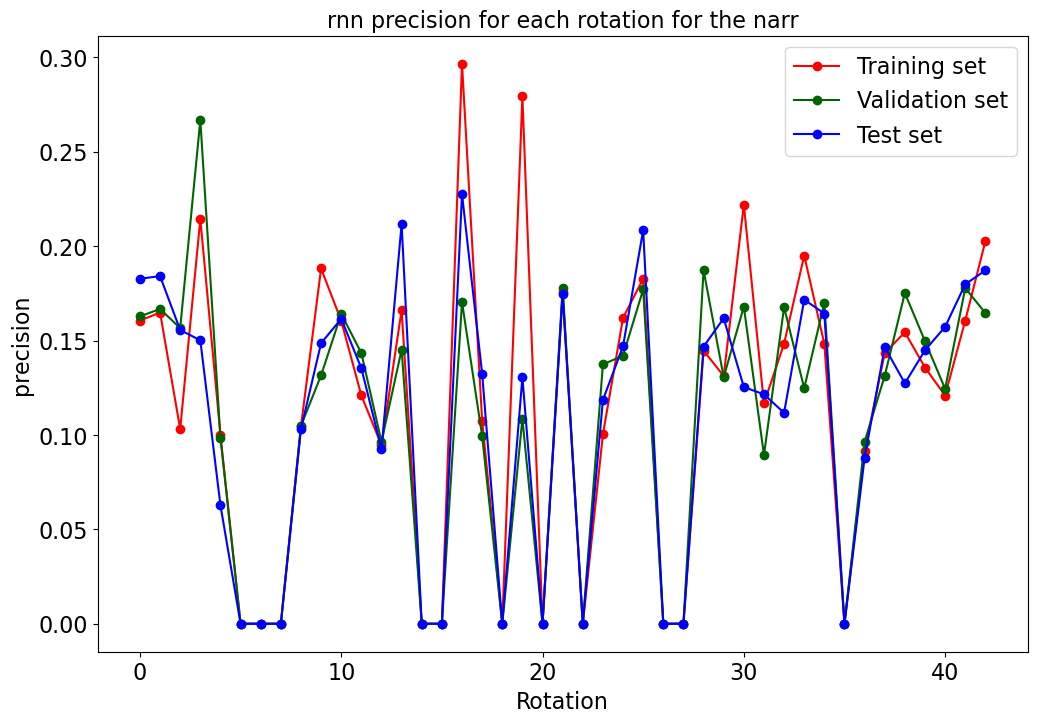 rnn precision for each rotation for the narr
0.30
0.25
0.20
0.15
0.10
0.05
0.00
precision
Training set
Validation set
Test set
0 10 20 30 40
Rotation